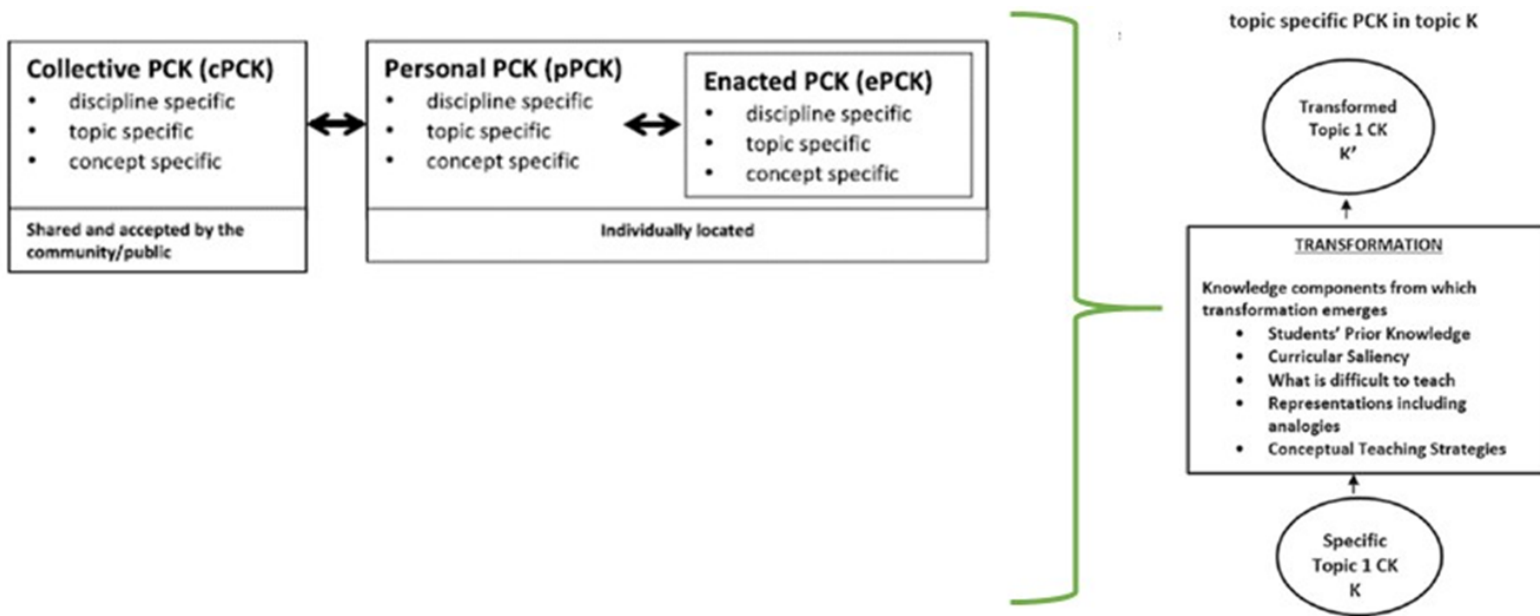 Collective PCK (cPCK)
• discipline specific
• topic specific
• concept specific
Shared and accepted by the
community/public
Personal PCK (pPCK)
• discipline specific
• topic specific
• concept specific
Enacted PCK (ePCK)
• discipline specific
• topic specific
• concept specific
Individually located
topic specific PCK in topic K
Transformed
Topic 1 CK
K’
TRANSFORMATION
Knowledge components from which
transformation emerges
• Students’ Prior Knowledge
• Curricular Saliency
• What is difficult to teach
• Representations including
analogies
• Conceptual Teaching Strategies
Specific
Topic 1 CK
K